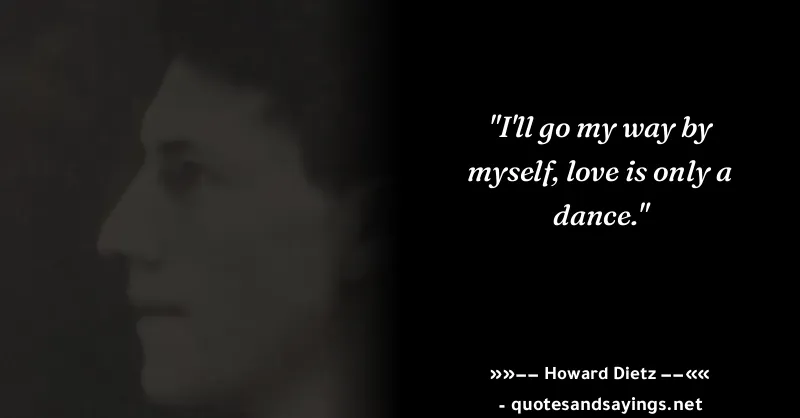 "I'll go my way by
myself, love is only a
dance."
»»–– Howard Dietz ––««
- quotesandsayings.net